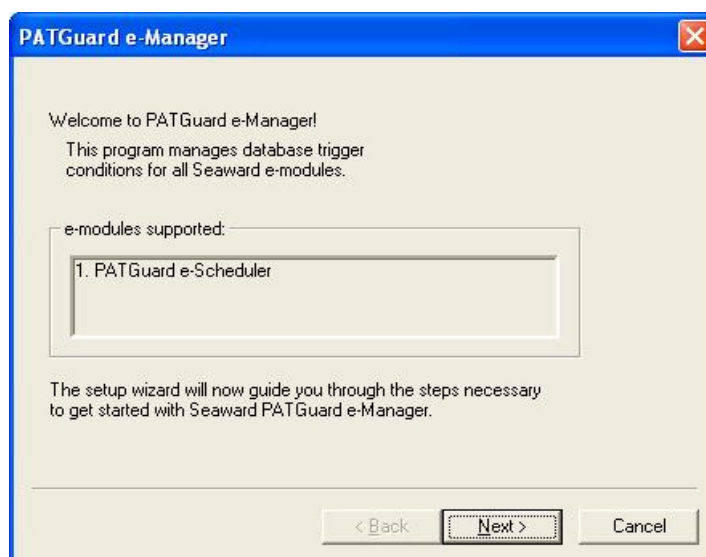 PATGuard e-Manager
Welcome to PATGuard e-Manager!
This program manages database trigger
conditions for all Seaward e-modules.
e-modules supported:
1. PATGuard e-Scheduler
The setup wizard will now guide you through the steps necessary
to get started with Seaward PATGuard e-Manager.
< Back
Next >
Cancel